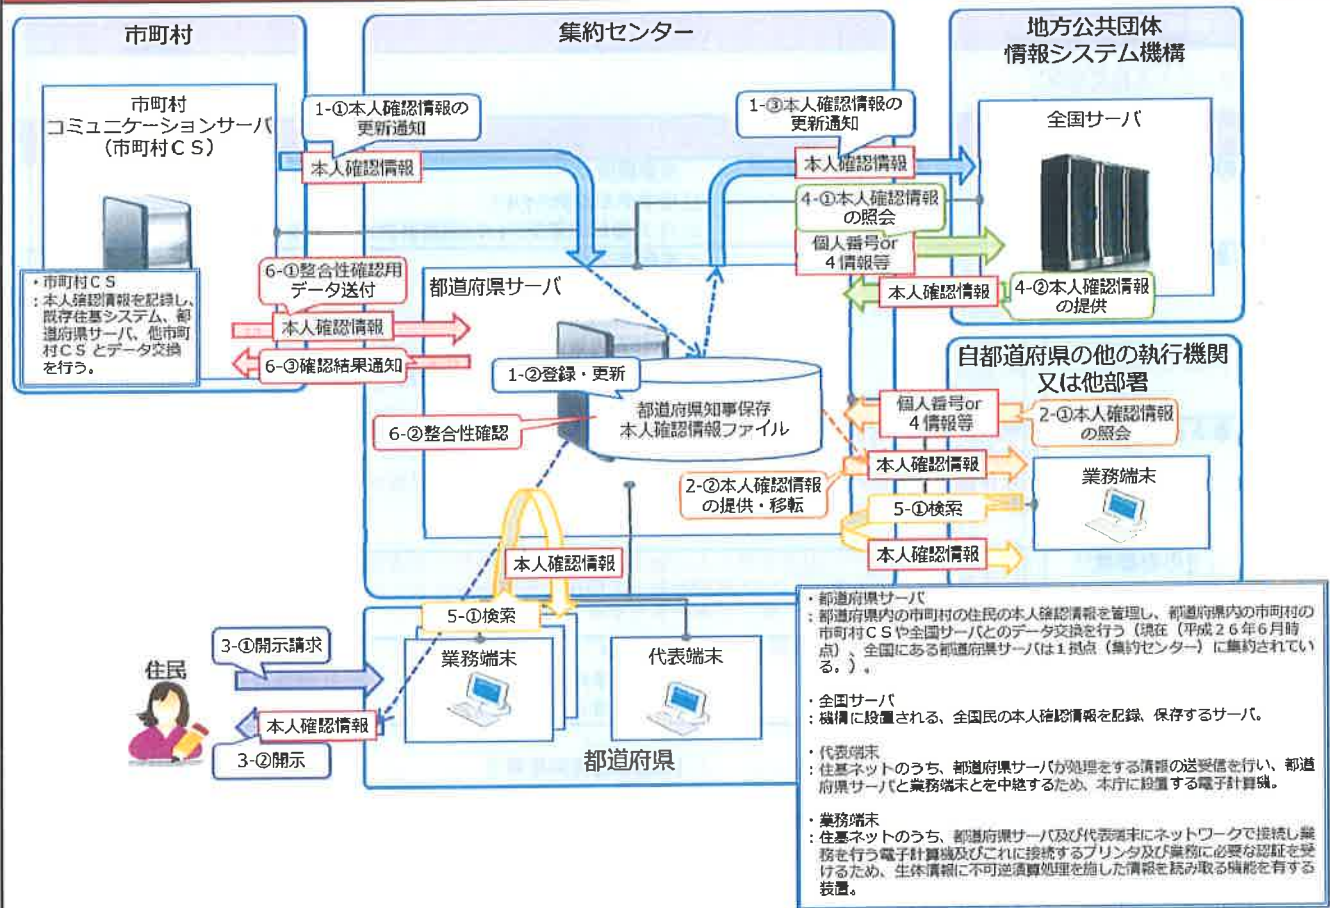 市町村
集約センター
地方公共団体
情報システム機構
市町村
コミュニケーションサーバ
（市町村ＣＳ）
1-①本人確認情報の
更新通知
本人確認情報
1-③本人確認情報の
更新通知
本人確認情報
全国サーバ
4-①本人確認情報
の照会
個人番号or
４情報等
本人確認情報
4-②本人確認情報
の提供
・市町村ＣＳ
：本人確認情報を記録し、
既存住基システム、都
道府県サーバ、他市町
村ＣＳとデータ交換
を行う。
6-①整合性確認用
データ送付
本人確認情報
6-③確認結果通知
都道府県サーバ
1-②登録・更新
都道府県知事保存
本人確認情報ファイル
6-②整合性確認
自都道府県の他の執行機関
又は他部署
個人番号or
４情報等
2-①本人確認情報
の照会
本人確認情報
2-②本人確認情報
の提供・移転
業務端末
5-①検索
本人確認情報
本人確認情報
5-①検索
3-①開示請求
住民
本人確認情報
3-②開示
業務端末
代表端末
都道府県
・都道府県サーバ
：都道府県内の市町村の住民の本人確認情報を管理し、都道府県内の市町村の
市町村ＣＳや全国サーバとのデータ交換を行う（現在（平成２６年６月時
点）、全国にある都道府県サーバは１拠点（集約センター）に集約されてい
る。）。
・全国サーバ
：機構に設置される、全国民の本人確認情報を記録、保存するサーバ。
・代表端末
：住基ネットのうち、都道府県サーバが処理をする情報の送受信を行い、都道
府県サーバと業務端末とを中継するため、本庁に設置する電子計算機。
・業務端末
：住基ネットのうち、都道府県サーバ及び代表端末にネットワークで接続し業
務を行う電子計算機及びこれに接続するプリンタ及び業務に必要な認証を受
けるため、生体情報に不可逆演算処理を施した情報を読み取る機能を有する
装置。